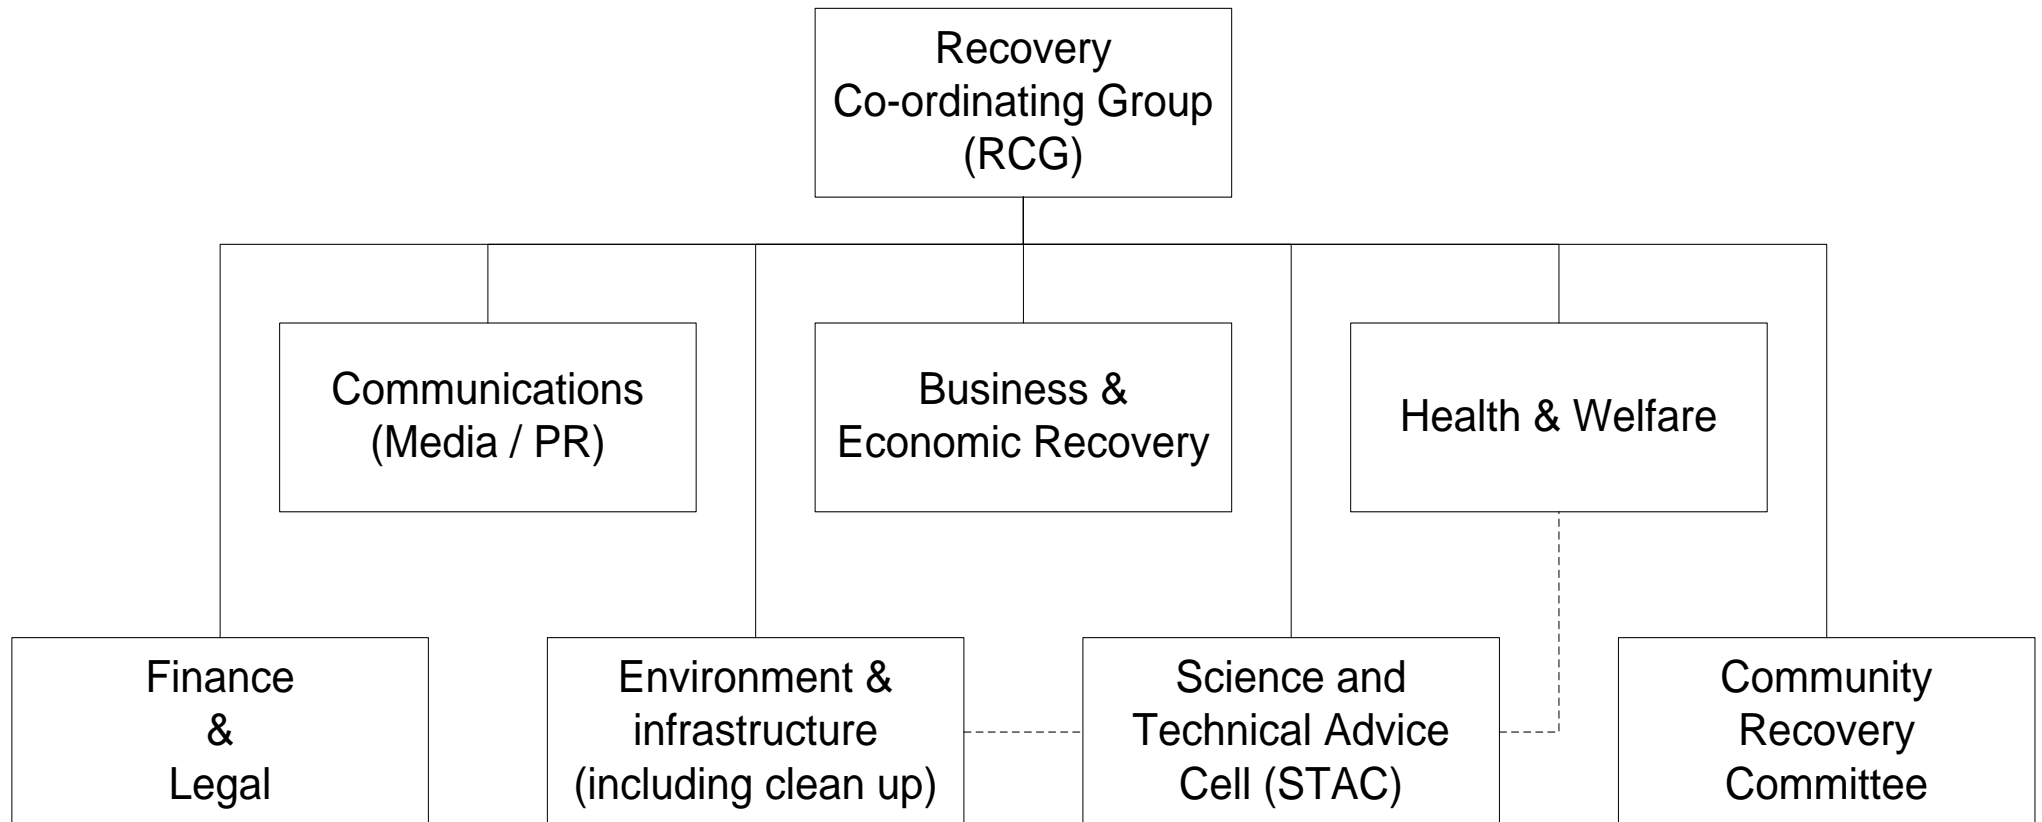 Recovery
Co-ordinating Group
(RCG)
Communications
(Media / PR)
Business &
Economic Recovery
Health & Welfare
Finance
&
Legal
Environment &
infrastructure
(including clean up)
Science and
Technical Advice
Cell (STAC)
Community
Recovery
Committee